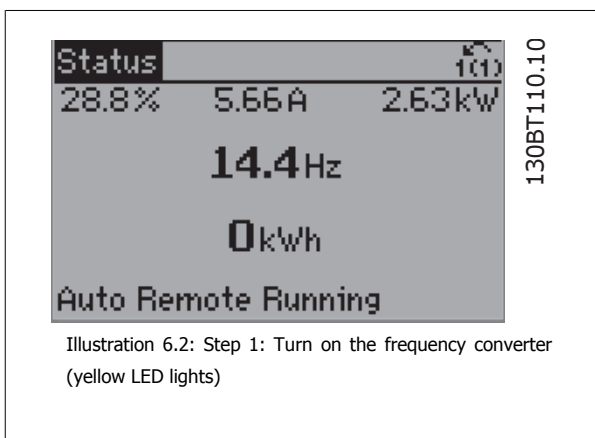 Status 1(1)
28.8% 5.66A 2.63kW
14.4Hz
0kWh
Auto Remote Running
130BT110.10
Illustration 6.2: Step 1: Turn on the frequency converter
(yellow LED lights)